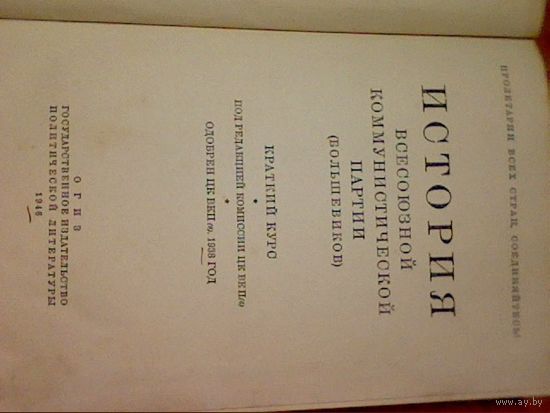 ПРОЛЕТАРИИ ВСЕХ СТРАН, СОЕДИНЯЙТЕСЬ!
ИСТОРИЯ
ВСЕСОЮЗНОЙ
КОММУНИСТИЧЕСКОЙ
ПАРТИИ
(БОЛЬШЕВИКОВ)
КРАТКИЙ КУРС
•
ПОД РЕДАКЦИЕЙ КОМИССИИ ЦК ВКП(б)
•
ОДОБРЕН ЦК ВКП(б). 1938 ГОД
ОГИЗ
ГОСУДАРСТВЕННОЕ ИЗДАТЕЛЬСТВО
ПОЛИТИЧЕСКОЙ ЛИТЕРАТУРЫ
1946
www.ay.by